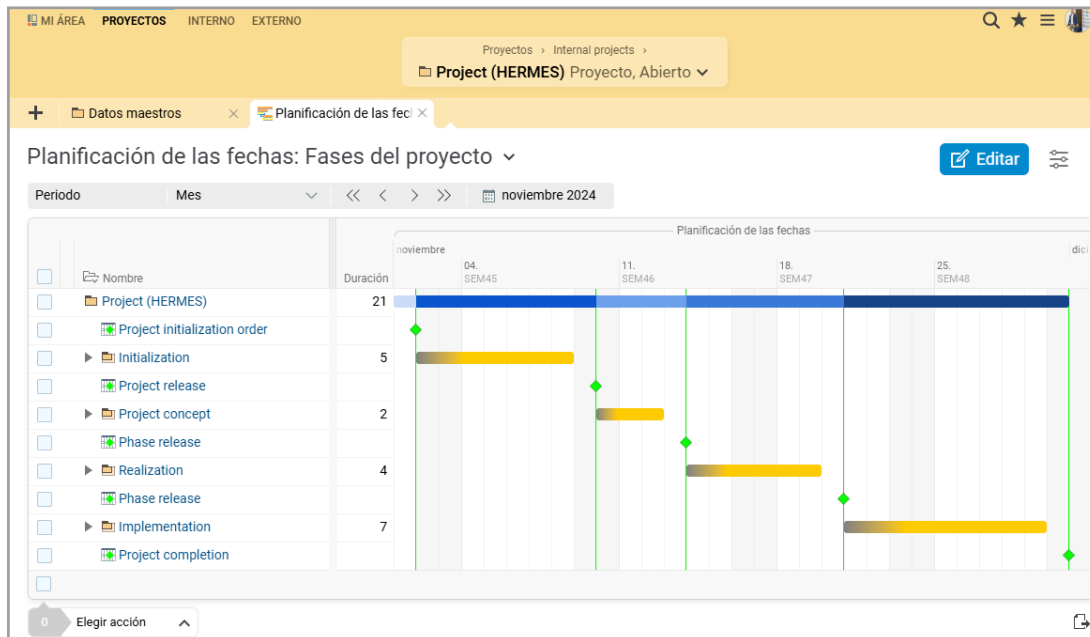 MI ÁREA PROYECTOS INTERNO EXTERNO
Proyectos › Internal projects ›
Project (HERMES) Proyecto, Abierto
Datos maestros
Planificación de las fec
Planificación de las fechas: Fases del proyecto
Editar
Periodo Mes noviembre 2024
Planificación de las fechas
noviembre dici
04. 11. 18. 25.
Nombre Duración SEM45 SEM46 SEM47 SEM48
Project (HERMES) 21
Project initialization order
Initialization 5
Project release
Project concept 2
Phase release
Realization 4
Phase release
Implementation 7
Project completion
0 Elegir acción